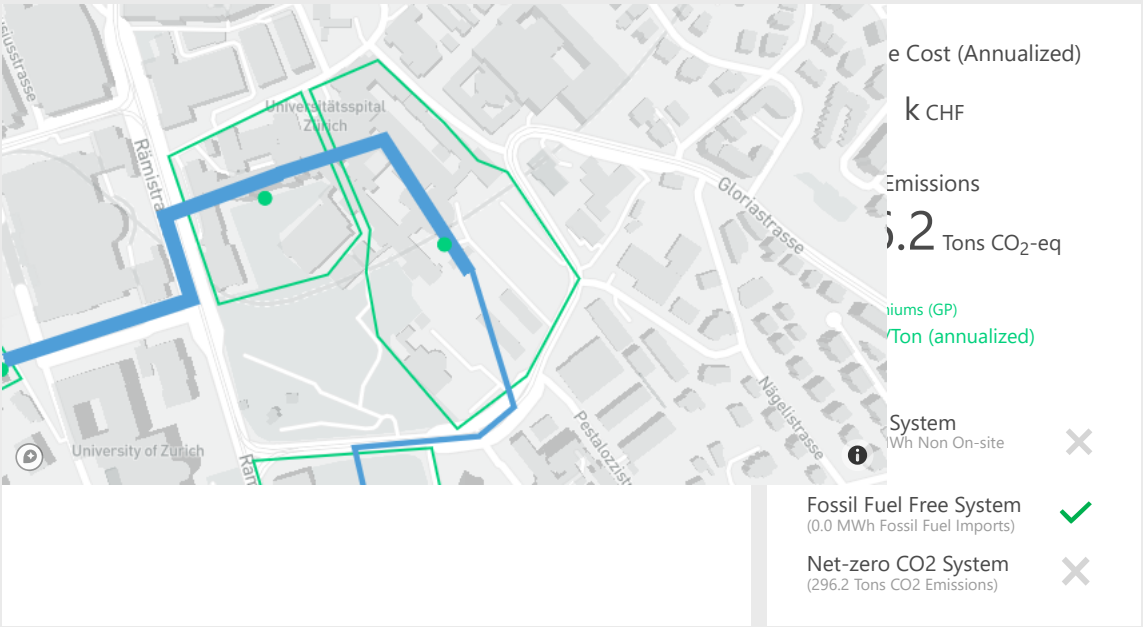 Universitätsspital
Zürich
Gloriastrasse
Nägelistrasse
University of Zurich
e Cost (Annualized)
k CHF
Emissions
.2 Tons CO2-eq
iums (GP)
/Ton (annualized)
System
Wh Non On-site
Fossil Fuel Free System
(0.0 MWh Fossil Fuel Imports)
Net-zero CO2 System
(296.2 Tons CO2 Emissions)